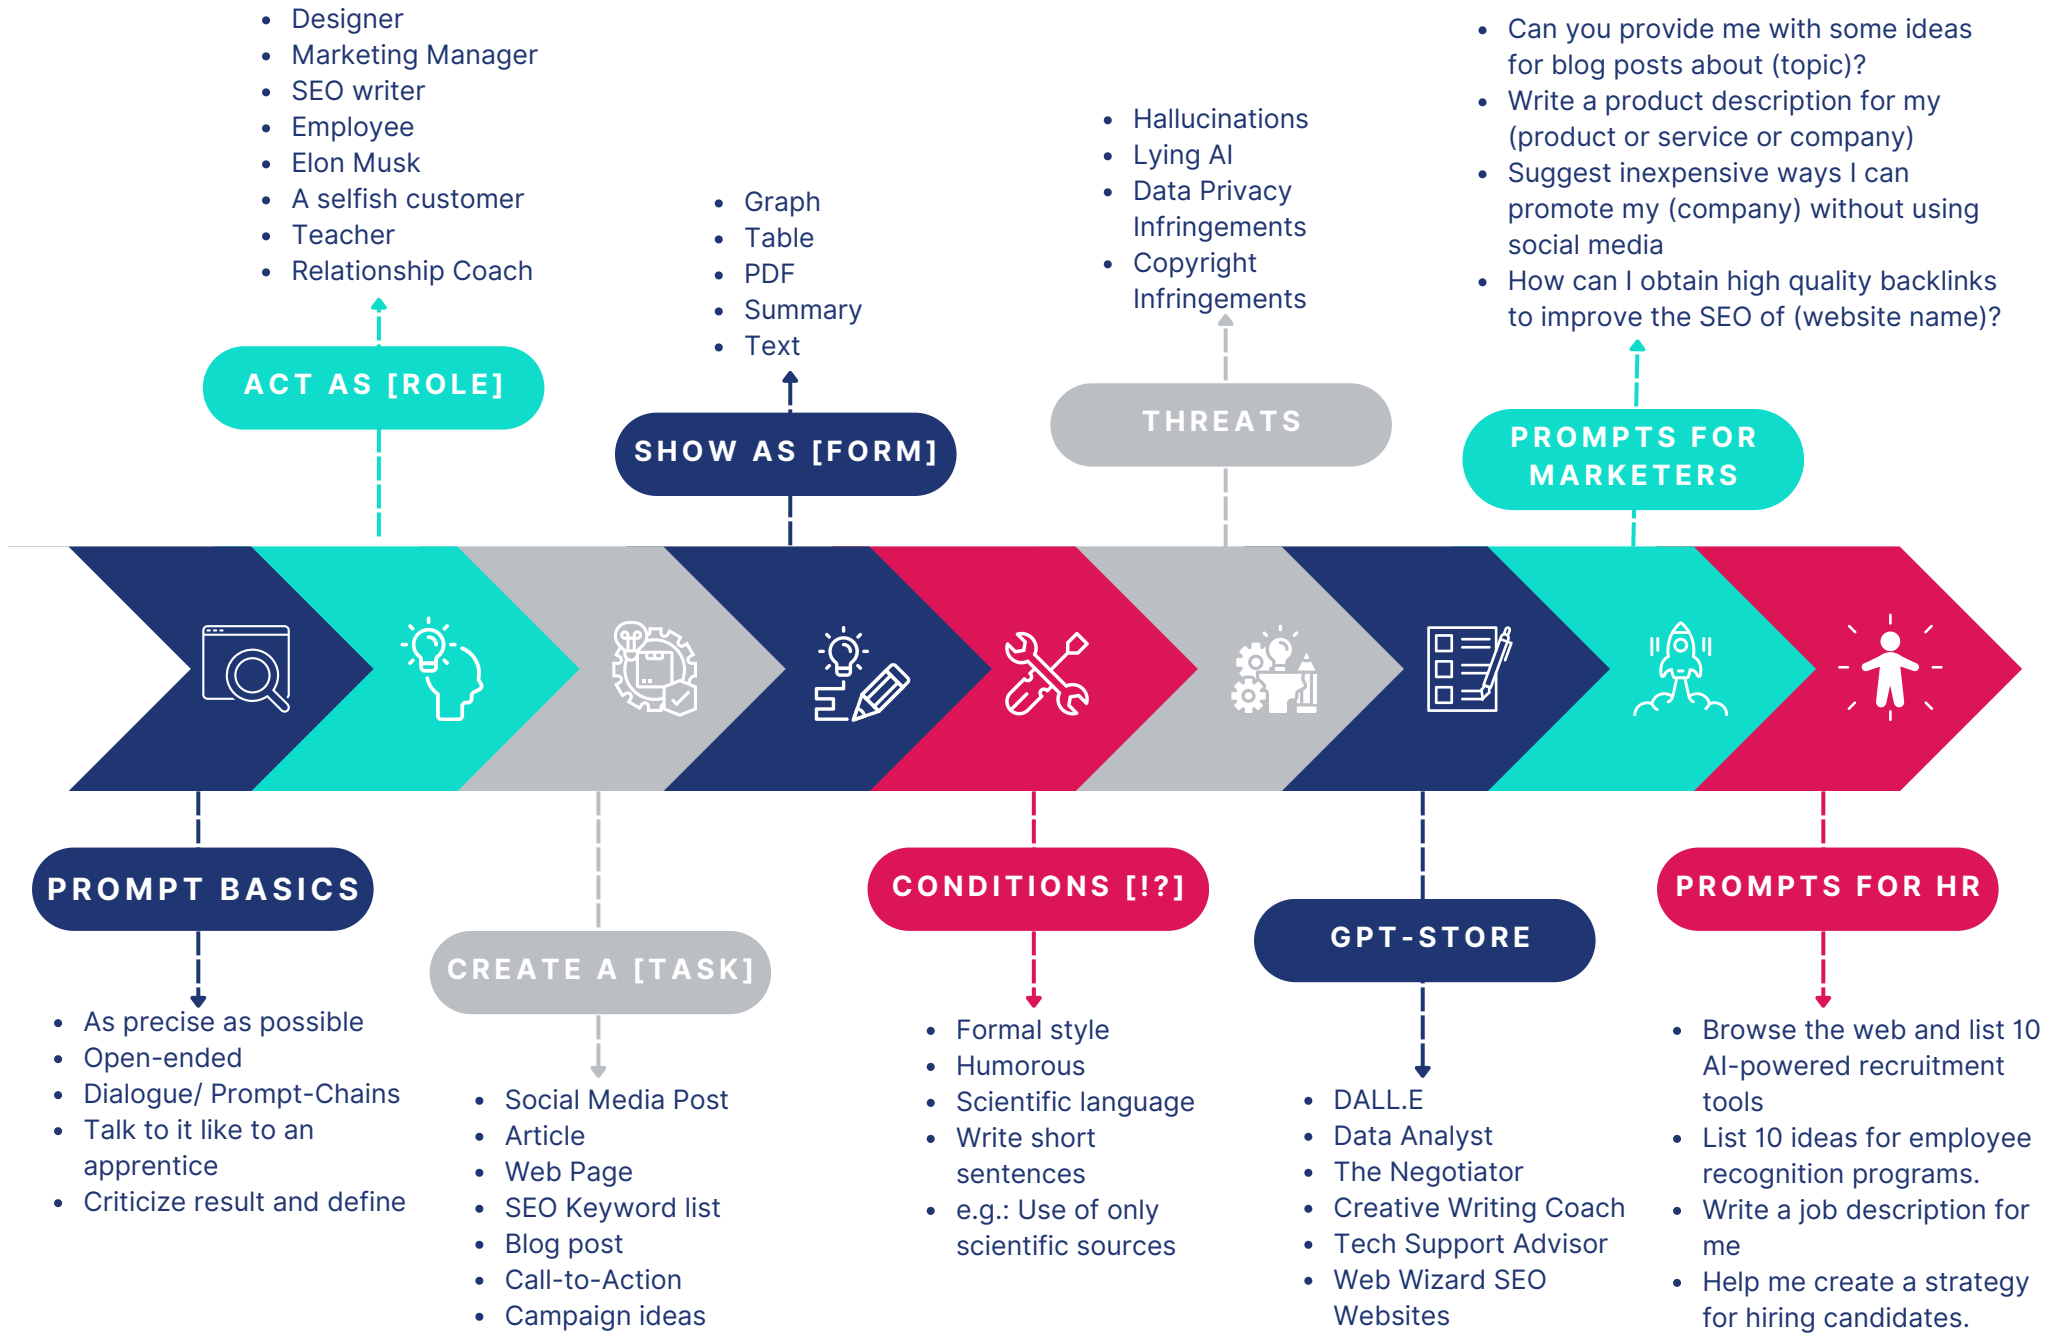 • Designer
• Marketing Manager
• SEO writer
• Employee
• Elon Musk
• A selfish customer
• Teacher
• Relationship Coach
ACT AS [ROLE]
• Graph
• Table
• PDF
• Summary
• Text
SHOW AS [FORM]
• Hallucinations
• Lying AI
• Data Privacy
Infringements
• Copyright
Infringements
THREATS
• Can you provide me with some ideas
for blog posts about (topic)?
• Write a product description for my
(product or service or company)
• Suggest inexpensive ways I can
promote my (company) without using
social media
• How can I obtain high quality backlinks
to improve the SEO of (website name)?
PROMPTS FOR
MARKETERS
PROMPT BASICS
• As precise as possible
• Open-ended
• Dialogue/ Prompt-Chains
• Talk to it like to an
apprentice
• Criticize result and define
CREATE A [TASK]
• Social Media Post
• Article
• Web Page
• SEO Keyword list
• Blog post
• Call-to-Action
• Campaign ideas
CONDITIONS [!?]
• Formal style
• Humorous
• Scientific language
• Write short
sentences
• e.g.: Use of only
scientific sources
GPT-STORE
• DALL.E
• Data Analyst
• The Negotiator
• Creative Writing Coach
• Tech Support Advisor
• Web Wizard SEO
Websites
PROMPTS FOR HR
• Browse the web and list 10
AI-powered recruitment
tools
• List 10 ideas for employee
recognition programs.
• Write a job description for
me
• Help me create a strategy
for hiring candidates.